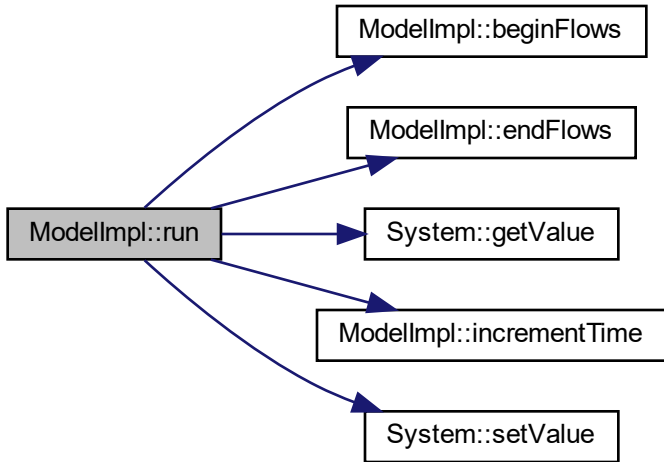 ModelImpl::beginFlows
ModelImpl::endFlows
ModelImpl::run
System::getValue
ModelImpl::incrementTime
System::setValue